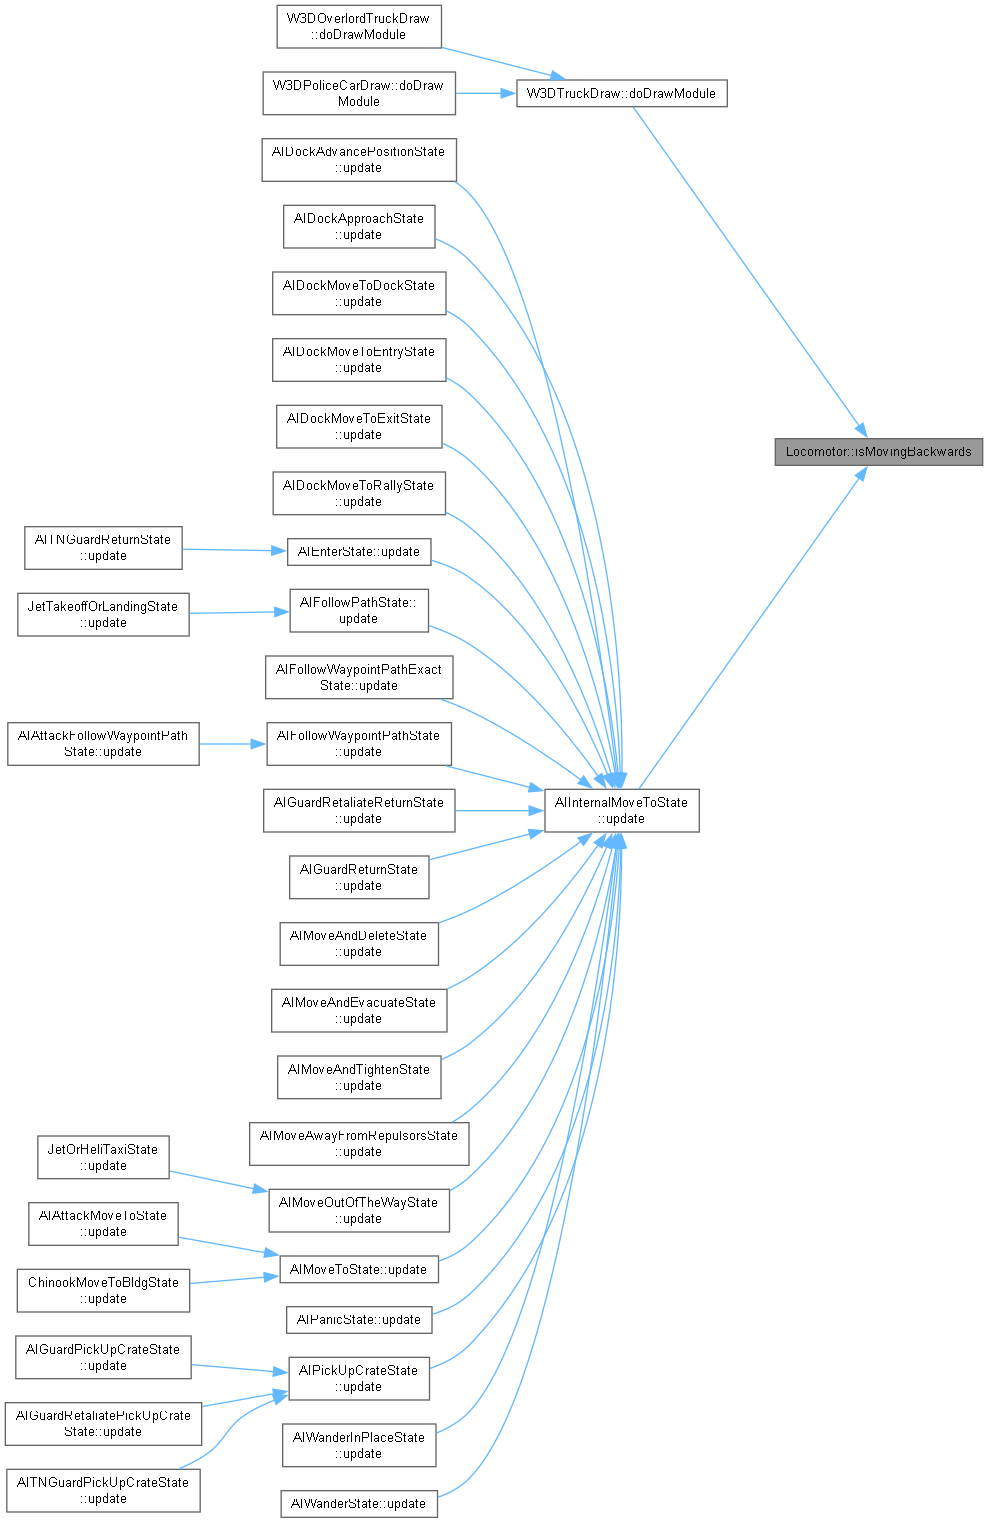 W3DOverlordTruckDraw
::doDrawModule
W3DPoliceCarDraw::doDraw
Module
W3DTruckDraw::doDrawModule
AIDockAdvancePositionState
::update
AIDockApproachState
::update
AIDockMoveToDockState
::update
AIDockMoveToEntryState
::update
AIDockMoveToExitState
::update
Locomotor::isMovingBackwards
AIDockMoveToRallyState
::update
AITNGuardReturnState
::update
AIEnterState::update
JetTakeoffOrLandingState
::update
AIFollowPathState::
update
AIFollowWaypointPathExact
State::update
AIAttackFollowWaypointPath
State::update
AIFollowWaypointPathState
::update
AIGuardRetaliateReturnState
::update
AIInternalMoveToState
::update
AIGuardReturnState
::update
AIMoveAndDeleteState
::update
AIMoveAndEvacuateState
::update
AIMoveAndTightenState
::update
AIMoveAwayFromRepulsorsState
::update
JetOrHeliTaxiState
::update
AIMoveOutOfTheWayState
::update
AIAttackMoveToState
::update
AIMoveToState::update
ChinookMoveToBldgState
::update
AIPanicState::update
AIGuardPickUpCrateState
::update
AIPickUpCrateState
::update
AIGuardRetaliatePickUpCrate
State::update
AIWanderInPlaceState
::update
AITNGuardPickUpCrateState
::update
AIWanderState::update